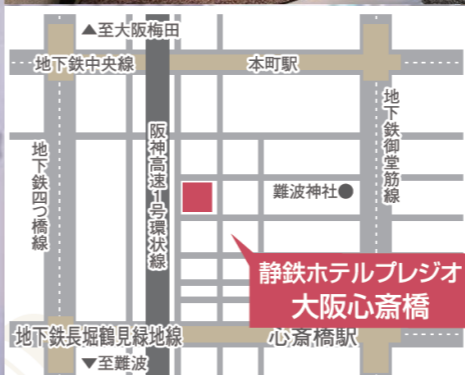 ▲至大阪梅田
地下鉄中央線
本町駅
地下鉄四つ橋線
阪神高速1号環状線
地下鉄御堂筋線
難波神社●
静鉄ホテルプレジオ
大阪心斎橋
地下鉄長堀鶴見緑地線
心斎橋駅
▼至難波